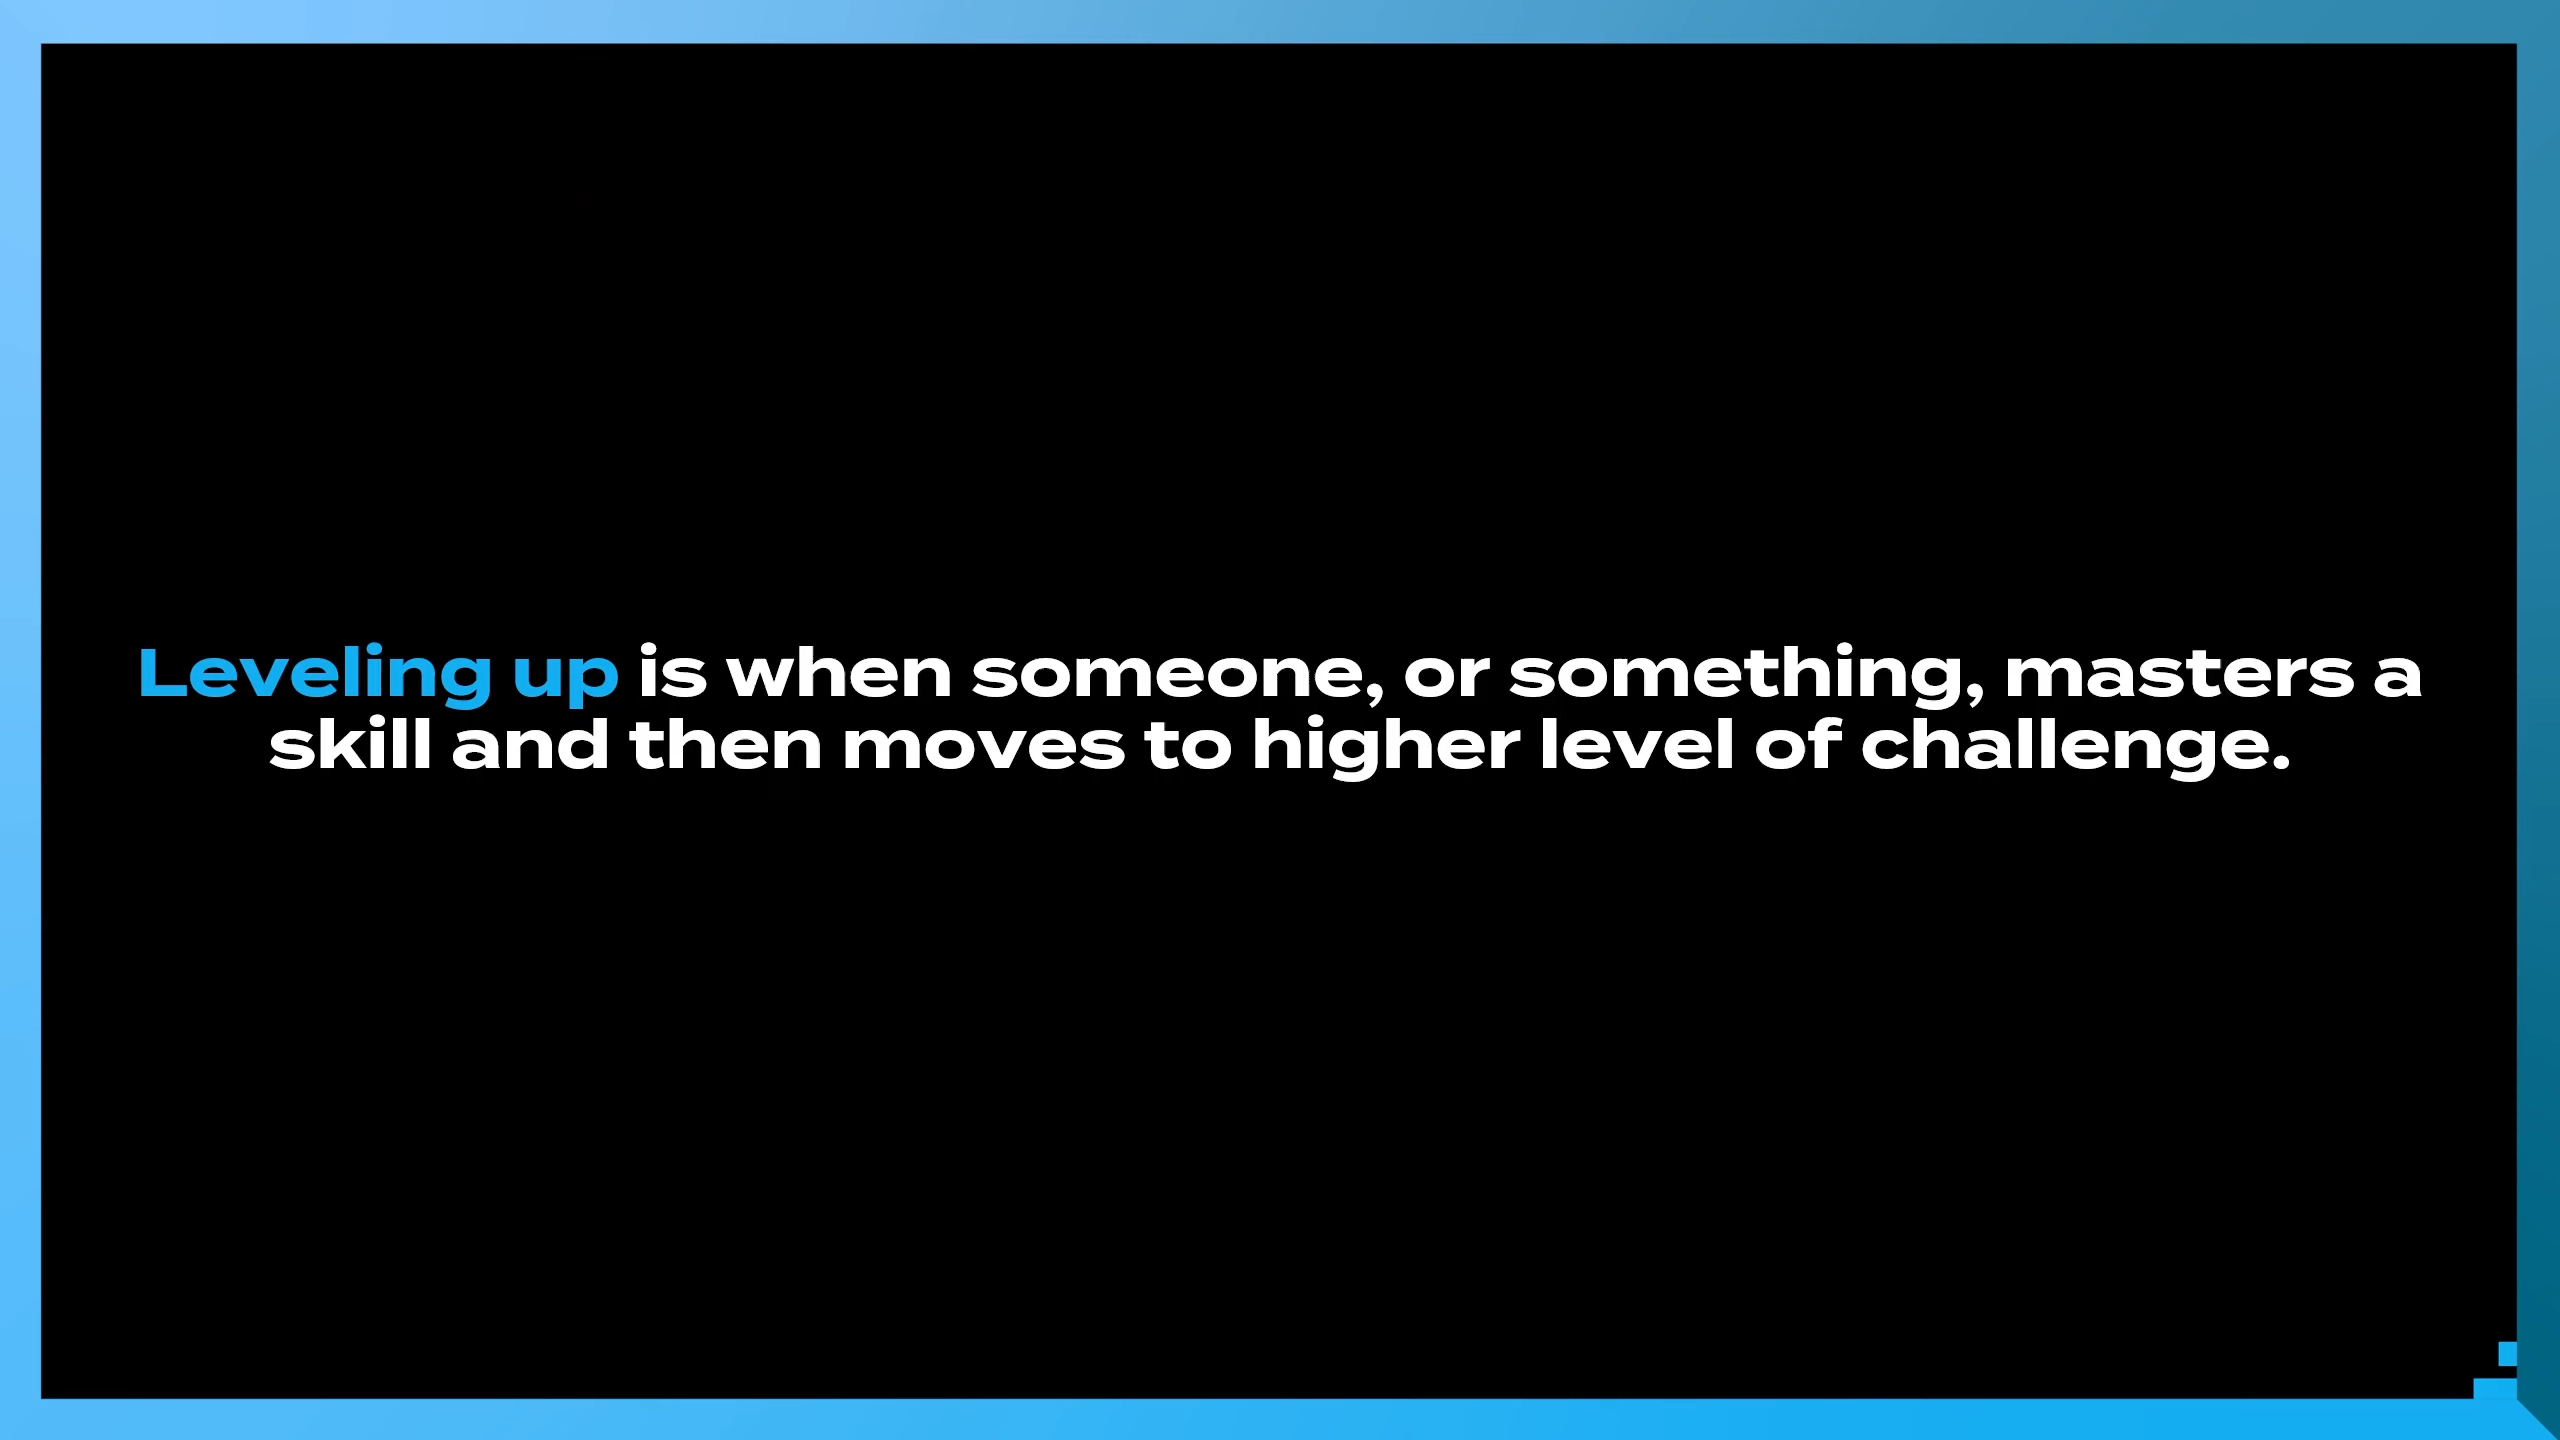 Leveling up is when someone, or something, masters a
skill and then moves to higher level of challenge.